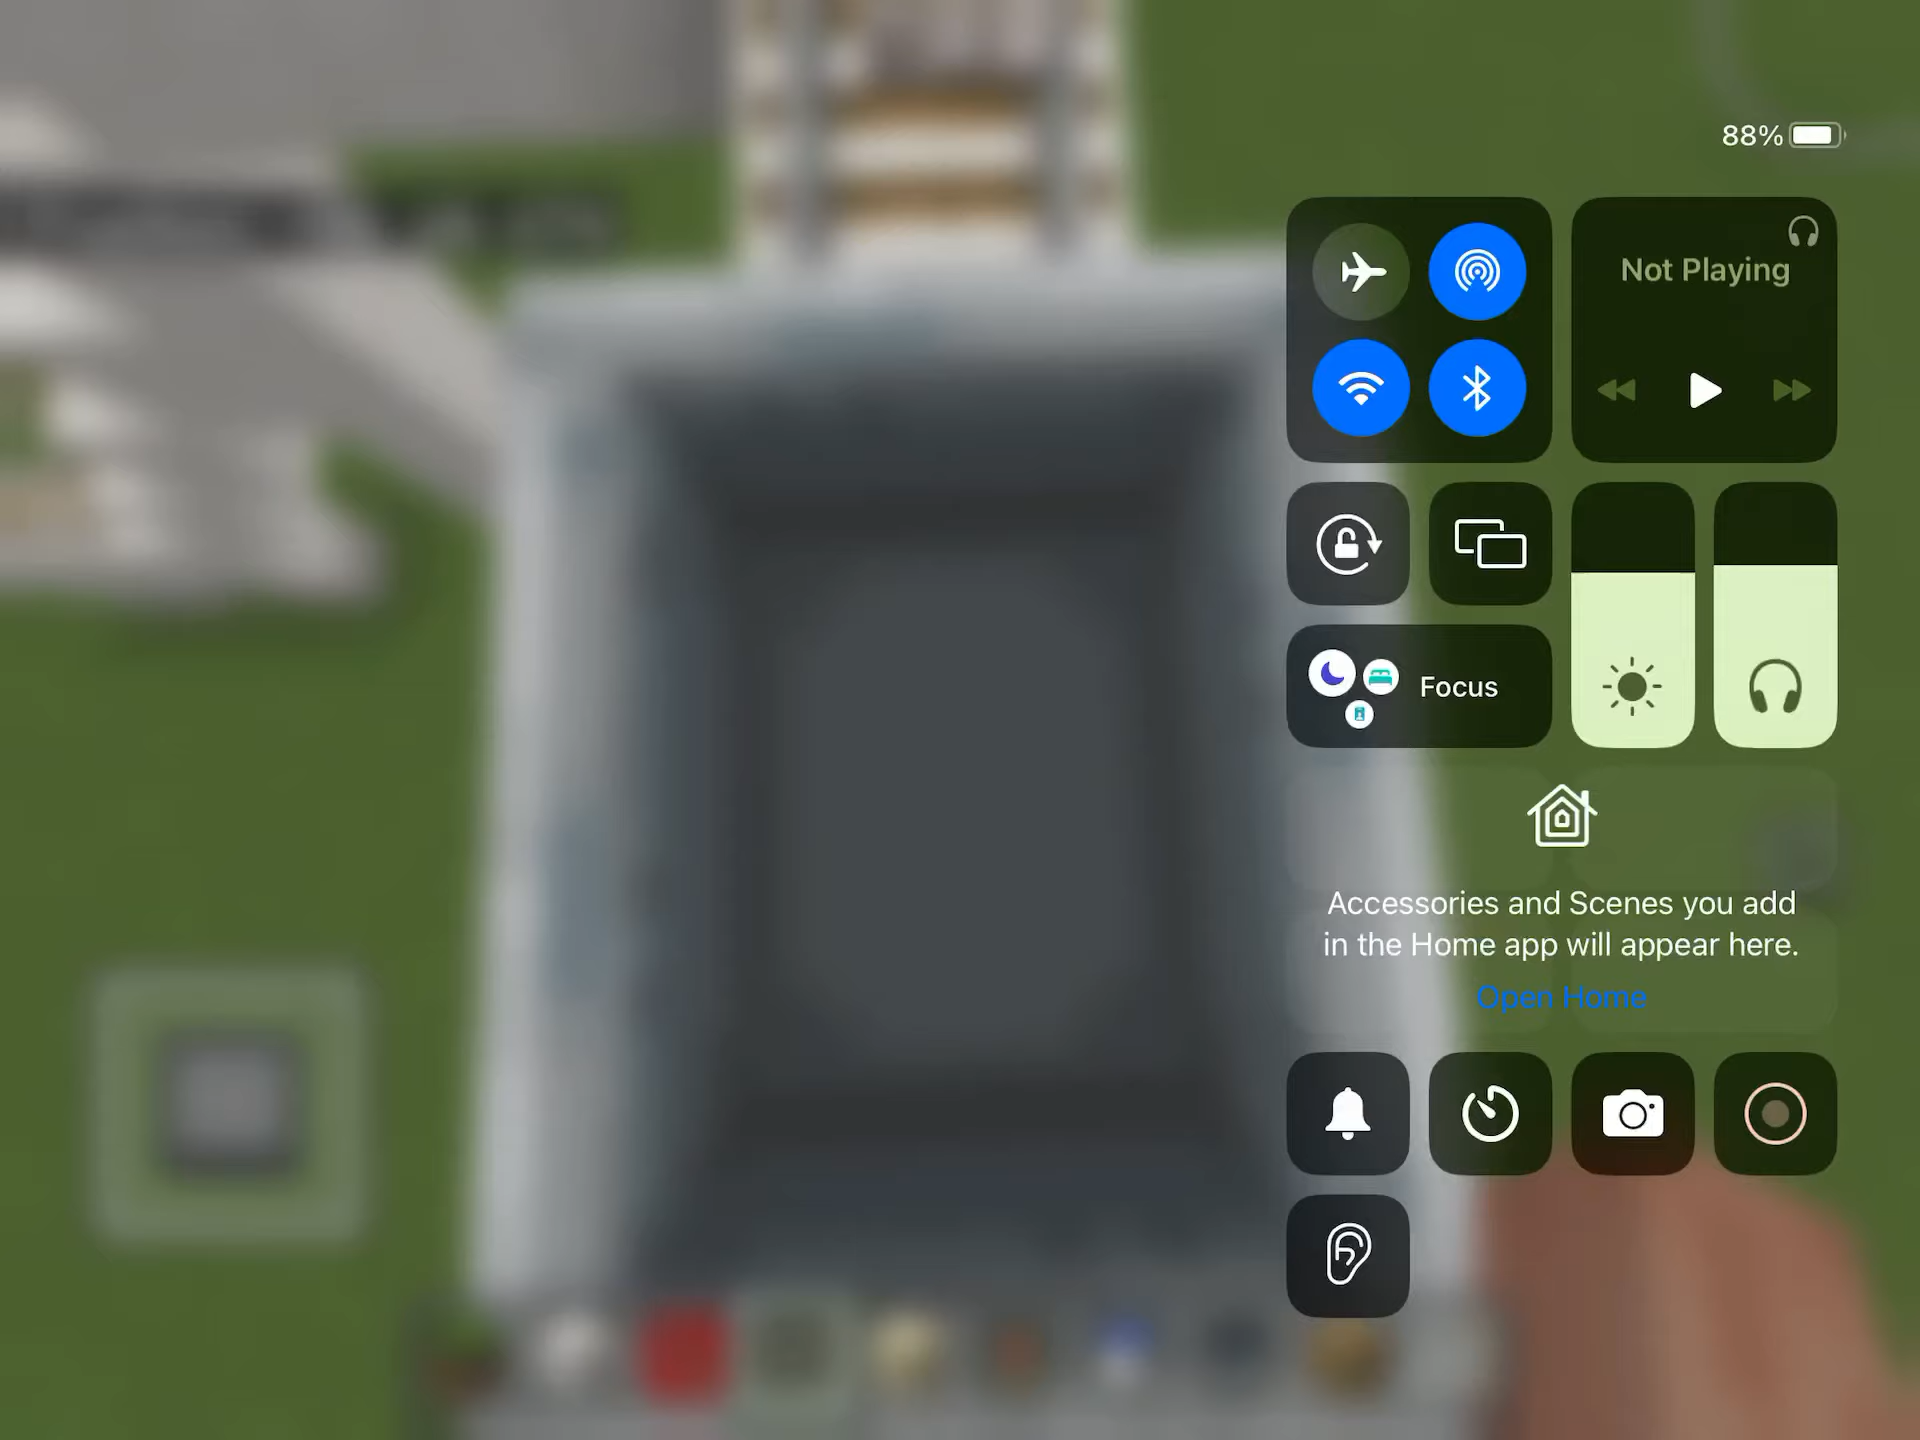 88%
Not Playing
Focus
Accessories and Scenes you add
in the Home app will appear here.
Open Home